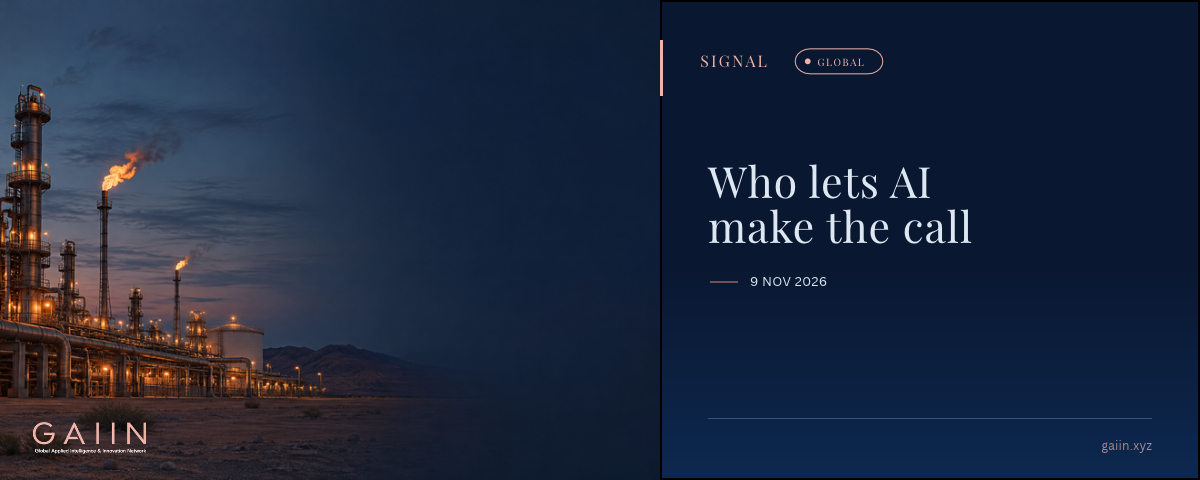 SIGNAL
GLOBAL
Who lets AI
make the call
9 NOV 2026
gaiin.xyz
GAIIN
Global Applied Intelligence & Innovation Network